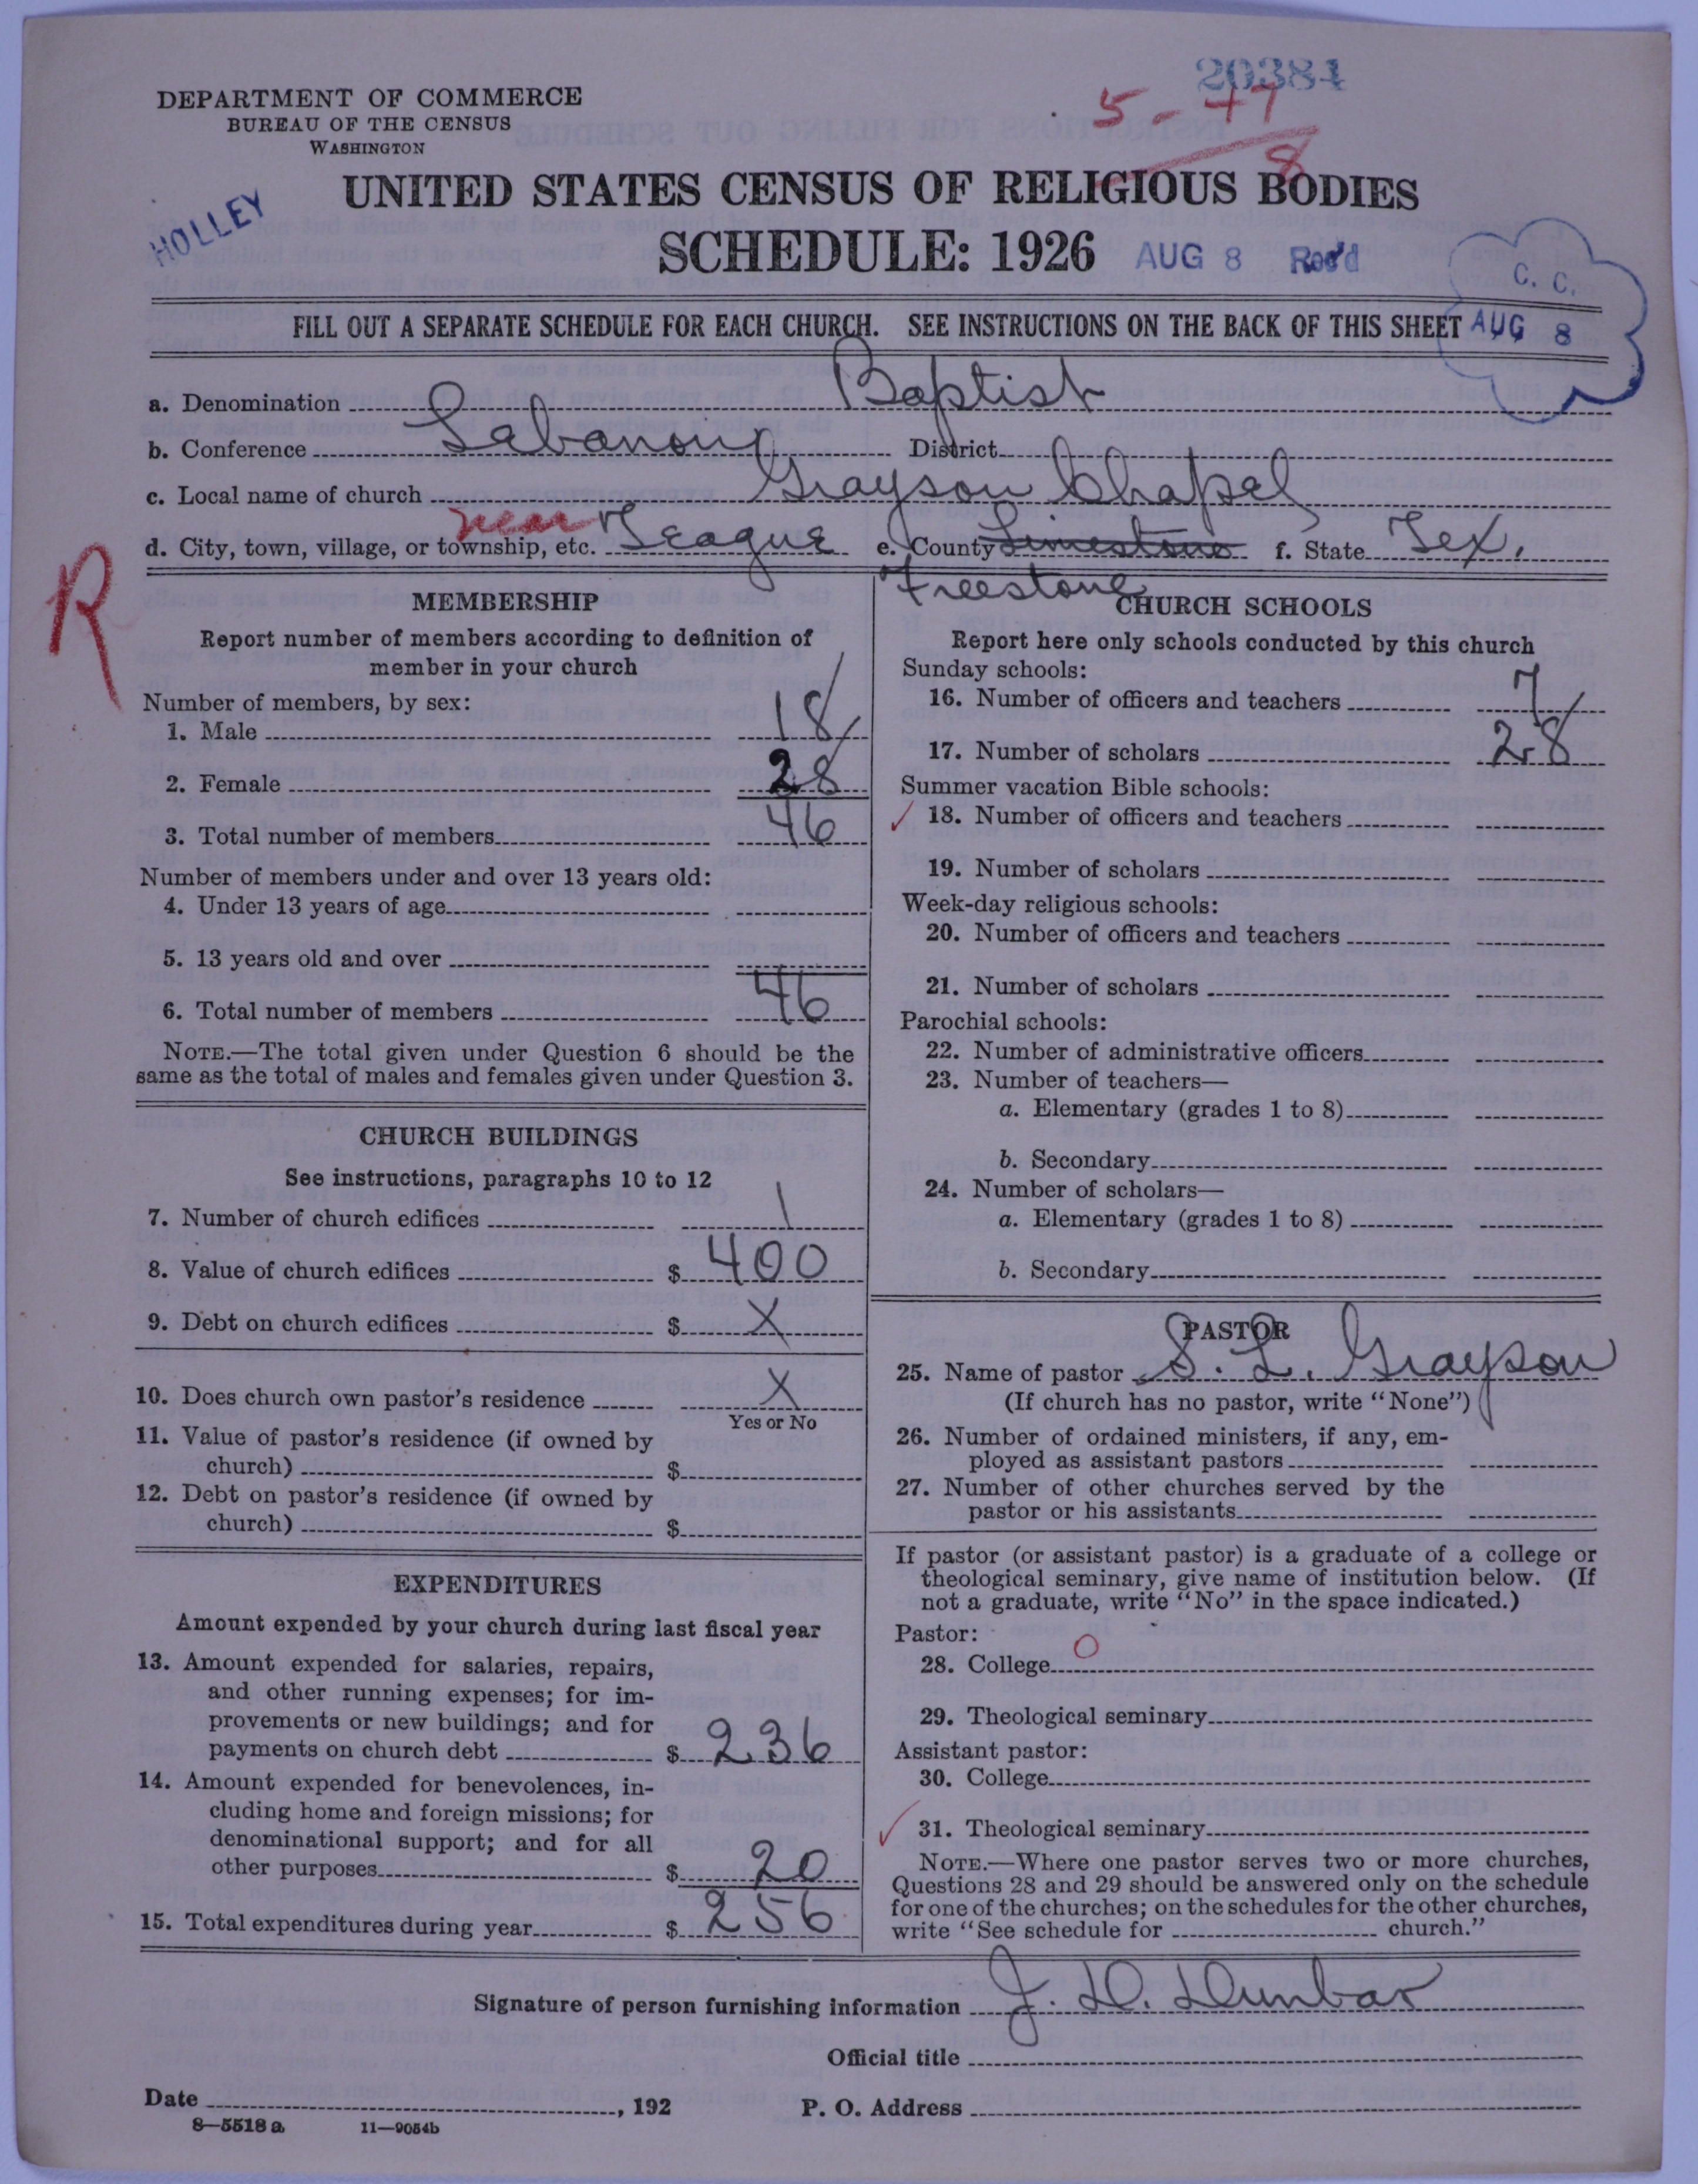 20384
5-77
8
DEPARTMENT OF COMMERCE
BUREAU OF THE CENSUS
WASHINGTON
UNITED STATES CENSUS OF RELIGIOUS BODIES
HOLLEY
SCHEDULE: 1926 AUG 8 Rec'd
C. C.
AUG 8
FILL OUT A SEPARATE SCHEDULE FOR EACH CHURCH. SEE INSTRUCTIONS ON THE BACK OF THIS SHEET
a. Denomination Baptist
b. Conference Lebanon District
c. Local name of church Grayson Chapel
near
d. City, town, village, or township, etc. Teague e. County Limestone f. State Tex.
Freestone
R
MEMBERSHIP
Report number of members according to definition of
member in your church
Number of members, by sex:
1. Male 18
2. Female 28
3. Total number of members 46
Number of members under and over 13 years old:
4. Under 13 years of age
5. 13 years old and over
6. Total number of members 46
NOTE.—The total given under Question 6 should be the
same as the total of males and females given under Question 3.
CHURCH BUILDINGS
See instructions, paragraphs 10 to 12
7. Number of church edifices 1
8. Value of church edifices $ 400
9. Debt on church edifices $ X
10. Does church own pastor's residence X
Yes or No
11. Value of pastor's residence (if owned by
church) $
12. Debt on pastor's residence (if owned by
church) $
EXPENDITURES
Amount expended by your church during last fiscal year
13. Amount expended for salaries, repairs,
and other running expenses; for im-
provements or new buildings; and for
payments on church debt $ 236
14. Amount expended for benevolences, in-
cluding home and foreign missions; for
denominational support; and for all
other purposes $ 20
15. Total expenditures during year $ 256
CHURCH SCHOOLS
Report here only schools conducted by this church
Sunday schools:
16. Number of officers and teachers 7
17. Number of scholars 28
Summer vacation Bible schools:
18. Number of officers and teachers
19. Number of scholars
Week-day religious schools:
20. Number of officers and teachers
21. Number of scholars
Parochial schools:
22. Number of administrative officers
23. Number of teachers—
a. Elementary (grades 1 to 8)
b. Secondary
24. Number of scholars—
a. Elementary (grades 1 to 8)
b. Secondary
PASTOR
25. Name of pastor S. L. Grayson
(If church has no pastor, write "None")
26. Number of ordained ministers, if any, em-
ployed as assistant pastors
27. Number of other churches served by the
pastor or his assistants
If pastor (or assistant pastor) is a graduate of a college or
theological seminary, give name of institution below. (If
not a graduate, write "No" in the space indicated.)
Pastor: O
28. College
29. Theological seminary
Assistant pastor:
30. College
31. Theological seminary
NOTE.—Where one pastor serves two or more churches,
Questions 28 and 29 should be answered only on the schedule
for one of the churches; on the schedules for the other churches,
write "See schedule for church."
Signature of person furnishing information J. D. Dunbar
Official title
Date , 192 P. O. Address
8—5518a 11—9054b